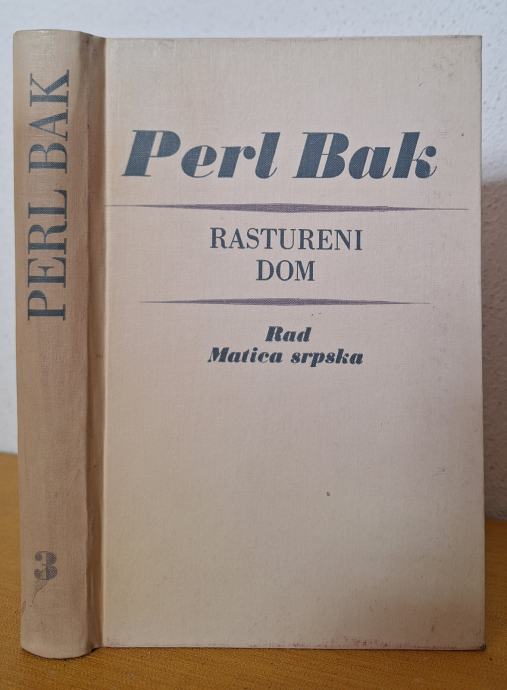 PERL BAK
3
Perl Bak
RASTURENI
DOM
Rad
Matica srpska